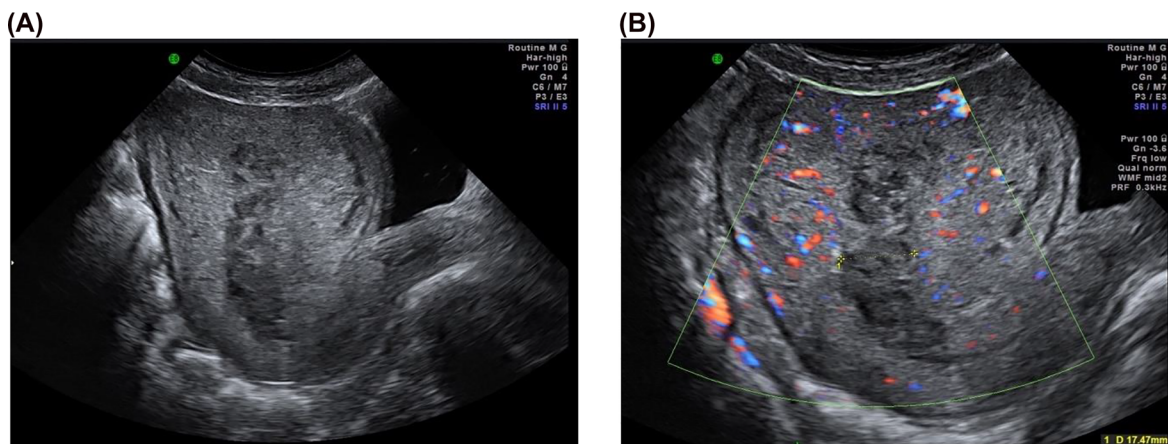 (A)
Routine M G
Har-high
Pwr 100
Gn 4
C6 / M7
P3 / E3
SRI II 5
(B)
Routine M G
Har-high
Pwr 100
Gn 4
C6 / M7
P3 / E3
SRI II 5
Pwr 100
Gn -3.6
Frq low
Qual norm
WMF mid2
PRF 0.3kHz
1
1 D 17.47mm